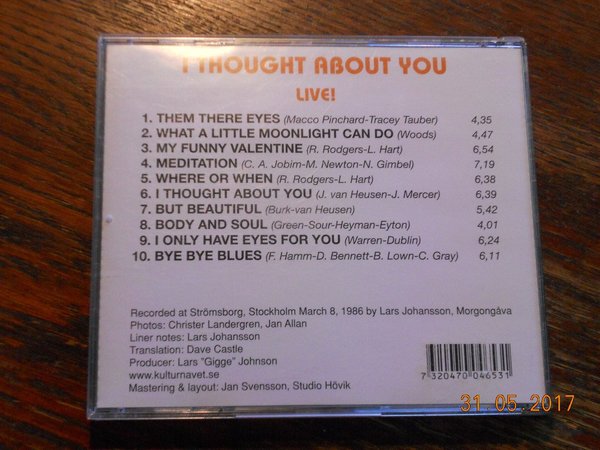 I THOUGHT ABOUT YOU
LIVE!
1. THEM THERE EYES (Macco Pinchard-Tracey Tauber) 4,35
2. WHAT A LITTLE MOONLIGHT CAN DO (Woods) 4,47
3. MY FUNNY VALENTINE (R. Rodgers-L. Hart) 6,54
4. MEDITATION (C. A. Jobim-M. Newton-N. Gimbel) 7,19
5. WHERE OR WHEN (R. Rodgers-L. Hart) 6,38
6. I THOUGHT ABOUT YOU (J. van Heusen-J. Mercer) 6,39
7. BUT BEAUTIFUL (Burk-van Heusen) 5,42
8. BODY AND SOUL (Green-Sour-Heyman-Eyton) 4,01
9. I ONLY HAVE EYES FOR YOU (Warren-Dublin) 6,24
10. BYE BYE BLUES (F. Hamm-D. Bennett-B. Lown-C. Gray) 6,11
Recorded at Strömsborg, Stockholm March 8, 1986 by Lars Johansson, Morgongåva
Photos: Christer Landergren, Jan Allan
Liner notes: Lars Johansson
Translation: Dave Castle
Producer: Lars "Gigge" Johnson
www.kulturnavet.se
Mastering & layout: Jan Svensson, Studio Hövik
7 320470 046531
31.05.2017